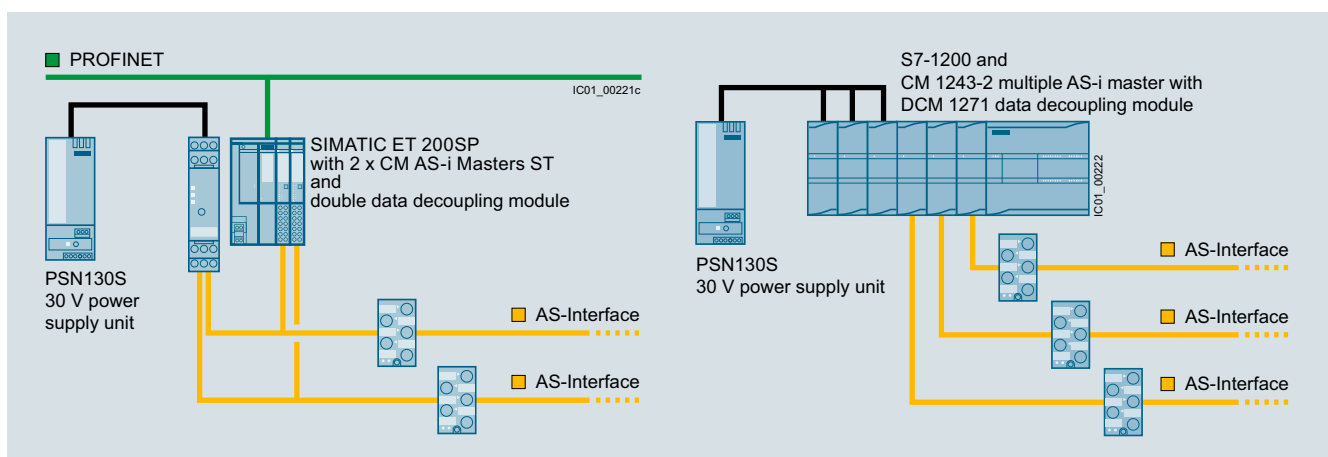 PROFINET
IC01_00221c
SIMATIC ET 200SP
with 2 x CM AS-i Masters ST
and
double data decoupling module
PSN130S
30 V power
supply unit
AS-Interface
AS-Interface
S7-1200 and
CM 1243-2 multiple AS-i master with
DCM 1271 data decoupling module
IC01_00222
PSN130S
30 V power supply unit
AS-Interface
AS-Interface
AS-Interface